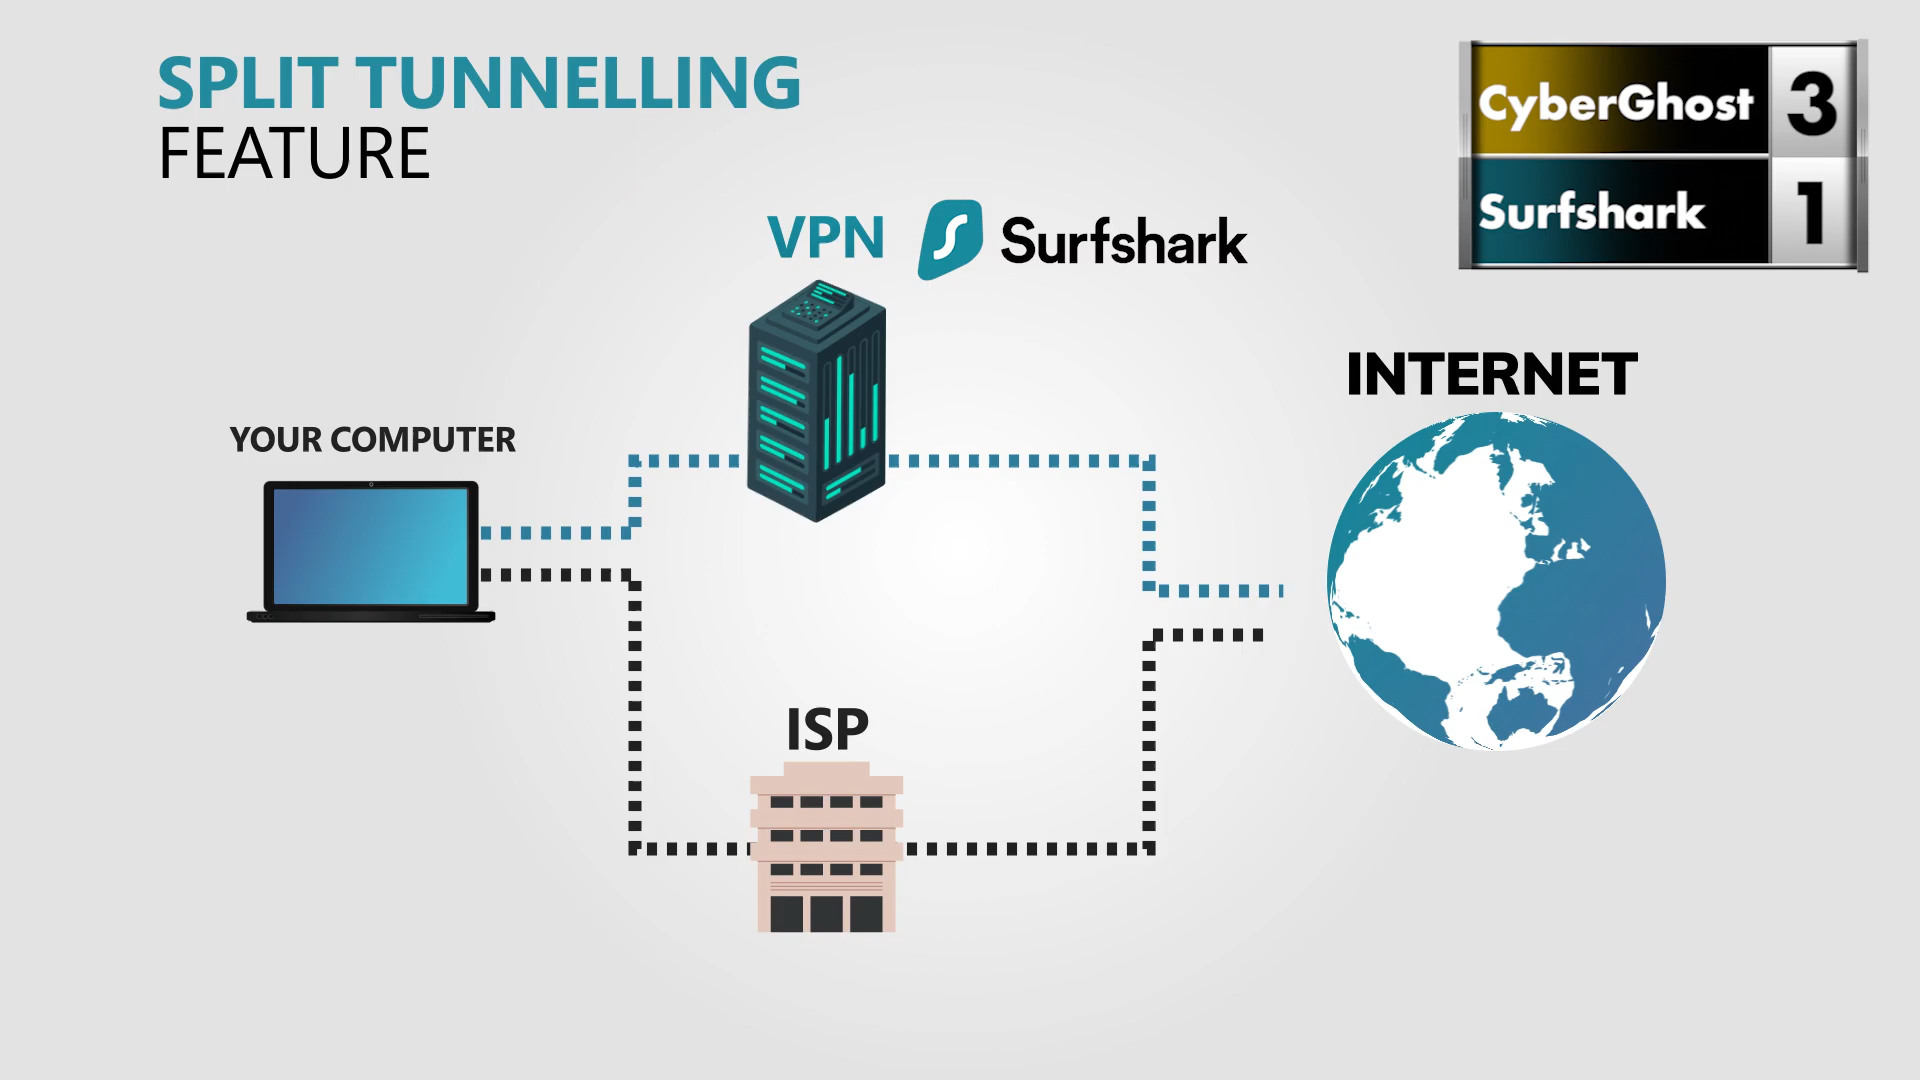 SPLIT TUNNELLING
FEATURE
CyberGhost 3
Surfshark 1
VPN Surfshark
INTERNET
YOUR COMPUTER
ISP